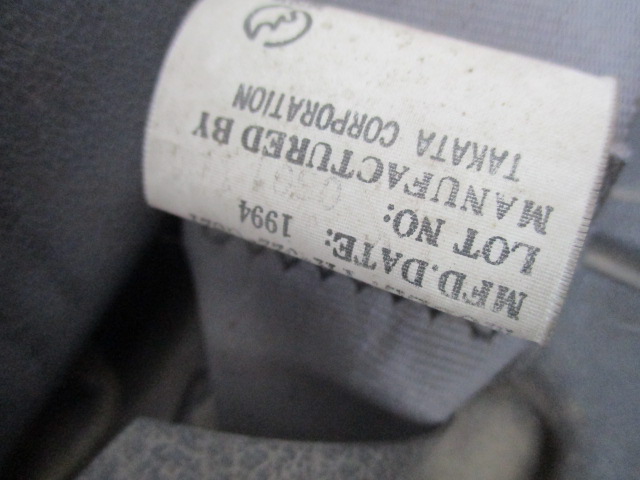 MFD.DATE: 1994
LOT NO:
MANUFACTURED BY
TAKATA CORPORATION